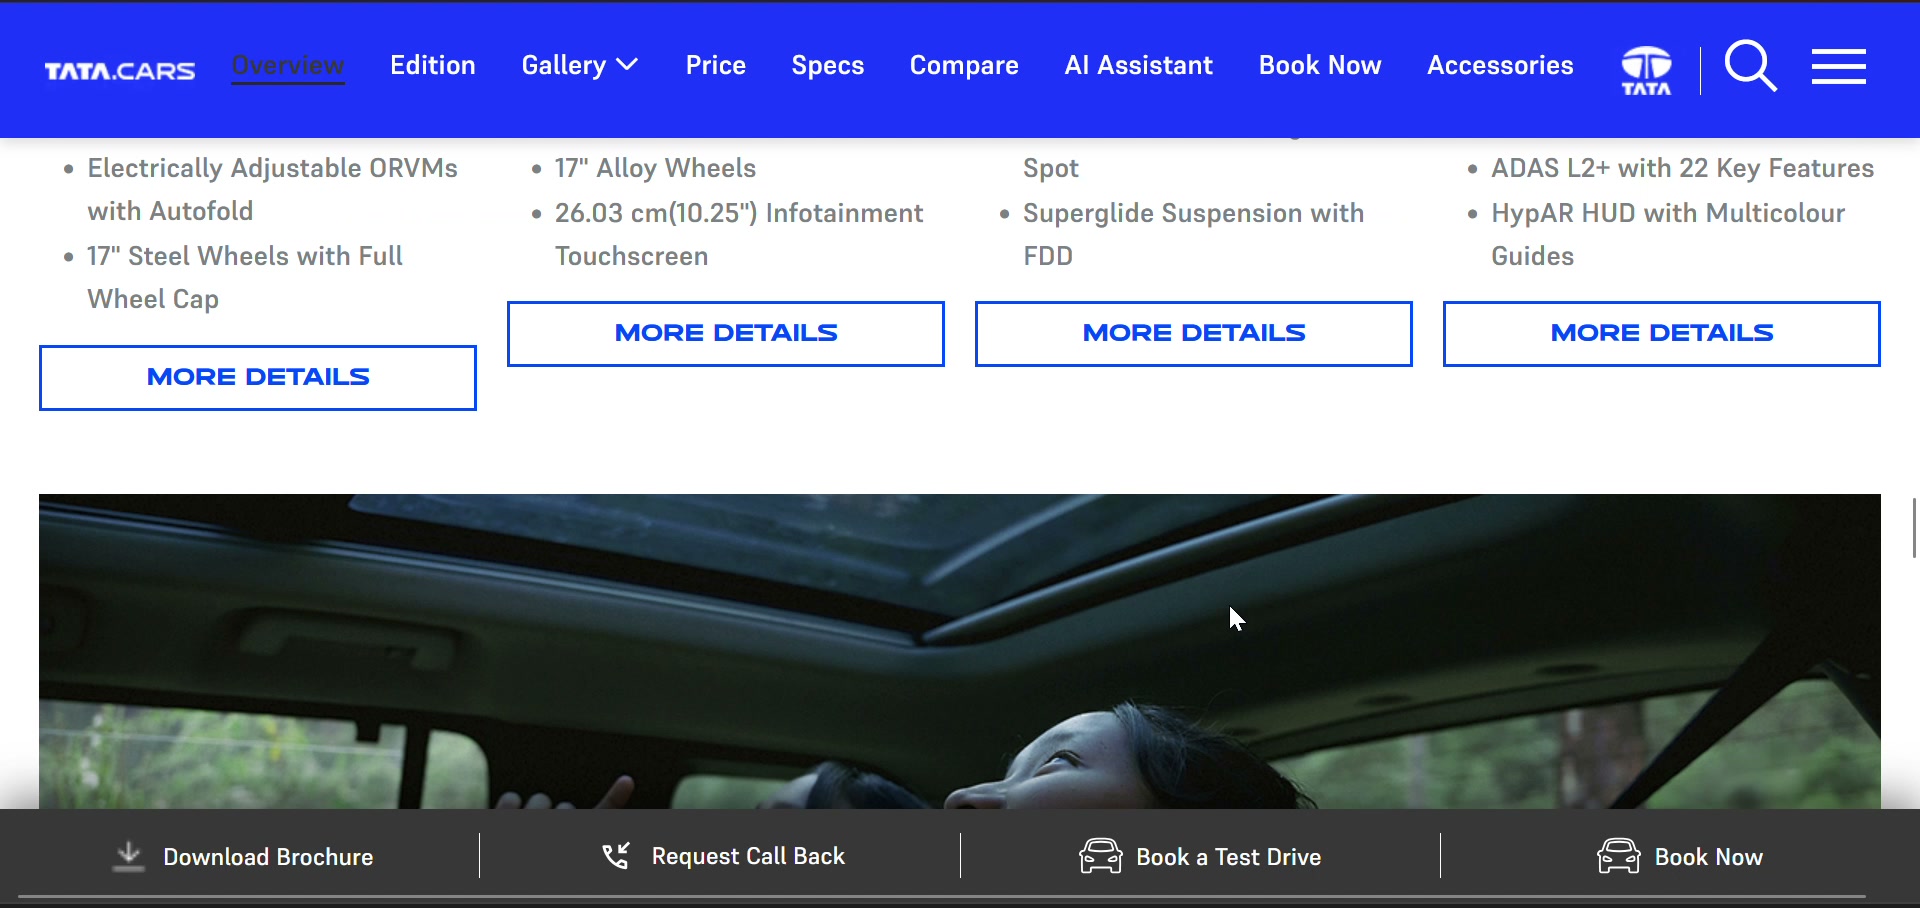 TATA.CARS
Overview
Edition
Gallery
Price
Specs
Compare
AI Assistant
Book Now
Accessories
TATA
Electrically Adjustable ORVMs
with Autofold
17" Steel Wheels with Full
Wheel Cap
MORE DETAILS
17" Alloy Wheels
26.03 cm(10.25") Infotainment
Touchscreen
MORE DETAILS
Spot
Superglide Suspension with
FDD
MORE DETAILS
ADAS L2+ with 22 Key Features
HypAR HUD with Multicolour
Guides
MORE DETAILS
Download Brochure
Request Call Back
Book a Test Drive
Book Now